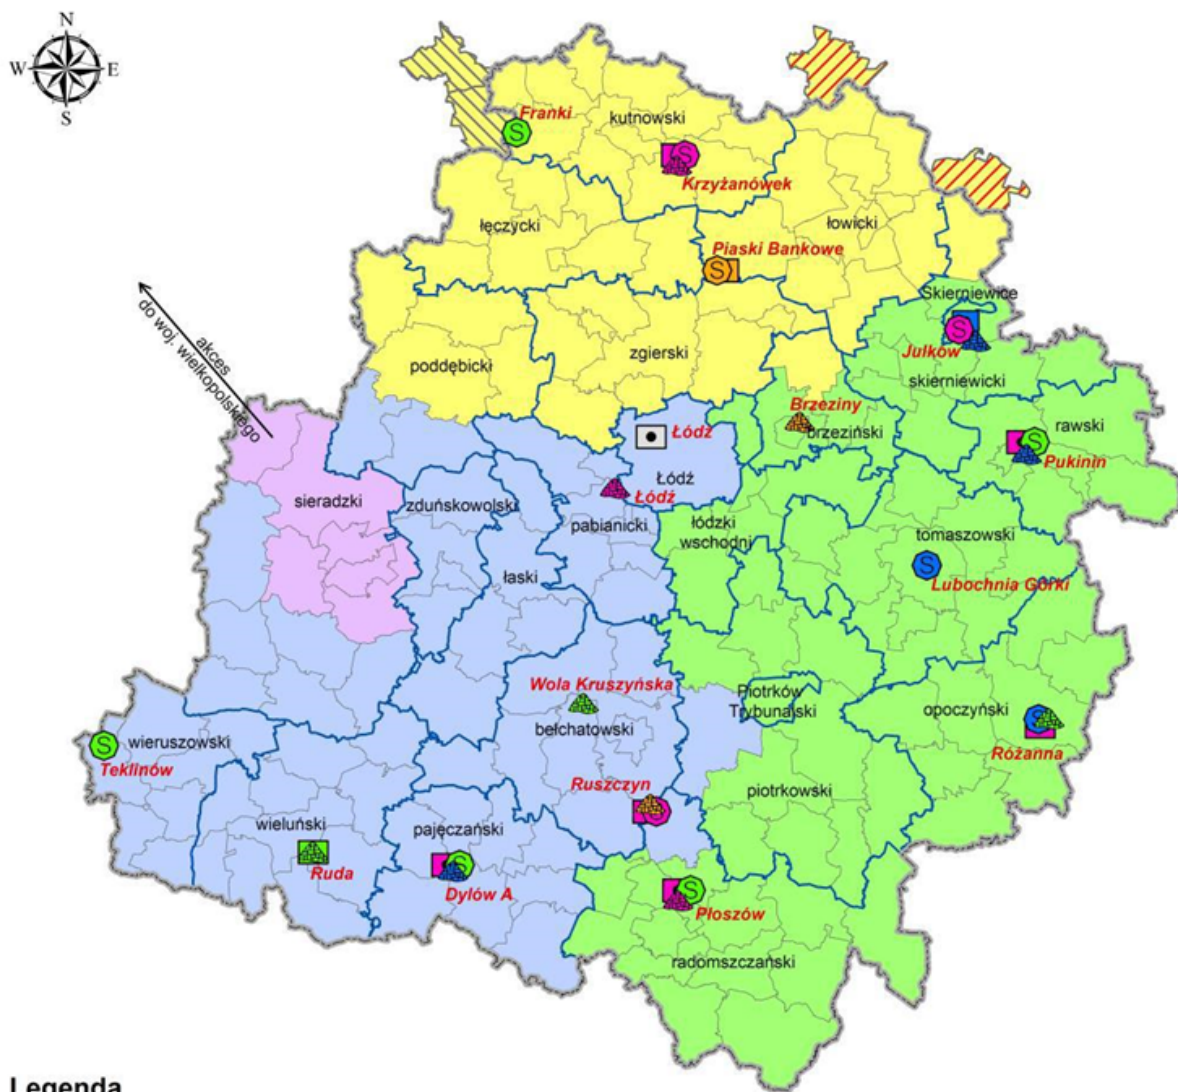 N
W E
S
Franki
kutnowski
S
S
Krzyżanówek
łęczycki
łowicki
Piaski Bankowe
S
Skierniewice
S
Julków
akces
do woj. wielkopolskiego
poddębicki
zgierski
skierniewicki
Brzeziny
brzeziński
rawski
S
Pukinin
Łódź
Łódź
Łódź
sieradzki
zduńskowolski
pabianicki
łódzki
wschodni
tomaszowski
S
Lubochnia Górki
łaski
Wola Kruszyńska
bełchatowski
Piotrków
Trybunalski
opoczyński
S
Różanna
wieruszowski
S
Teklinów
Ruszczyn
S
piotrkowski
wieluński
Ruda
pajęczański
S
Dylów A
S
Płoszów
radomszczański
Legenda